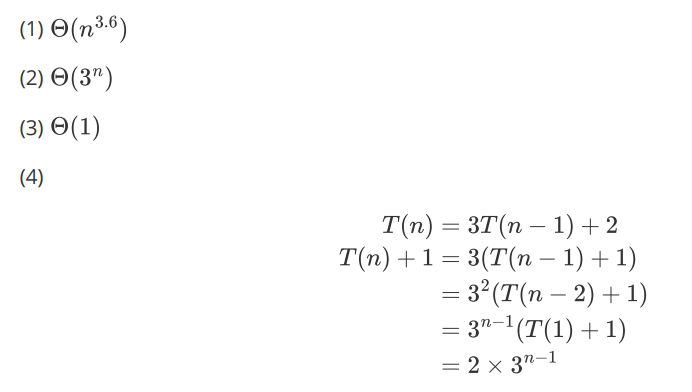 (1) Θ(n^{3.6})
(2) Θ(3^n)
(3) Θ(1)
(4)
T(n) = 3T(n − 1) + 2
T(n) + 1 = 3(T(n − 1) + 1)
= 3^2(T(n − 2) + 1)
= 3^{n−1}(T(1) + 1)
= 2 × 3^{n−1}